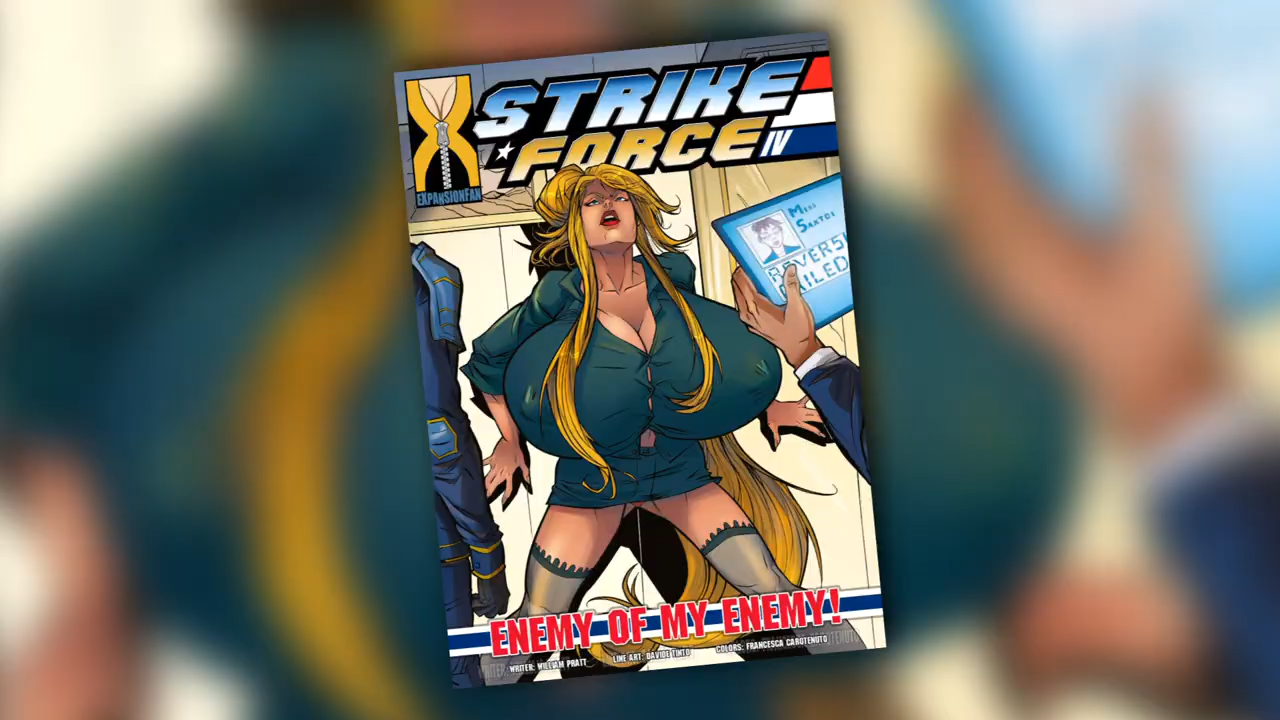 STRIKE
FORCE IV
EXPANSIONFAN
MISS
SANTOS
REVERS
FAILED
ENEMY OF MY ENEMY!
WRITER: WILLIAM PRATT
LINE ART: DAVIDE TINTO
COLORS: FRANCESCA CAROTENUTO